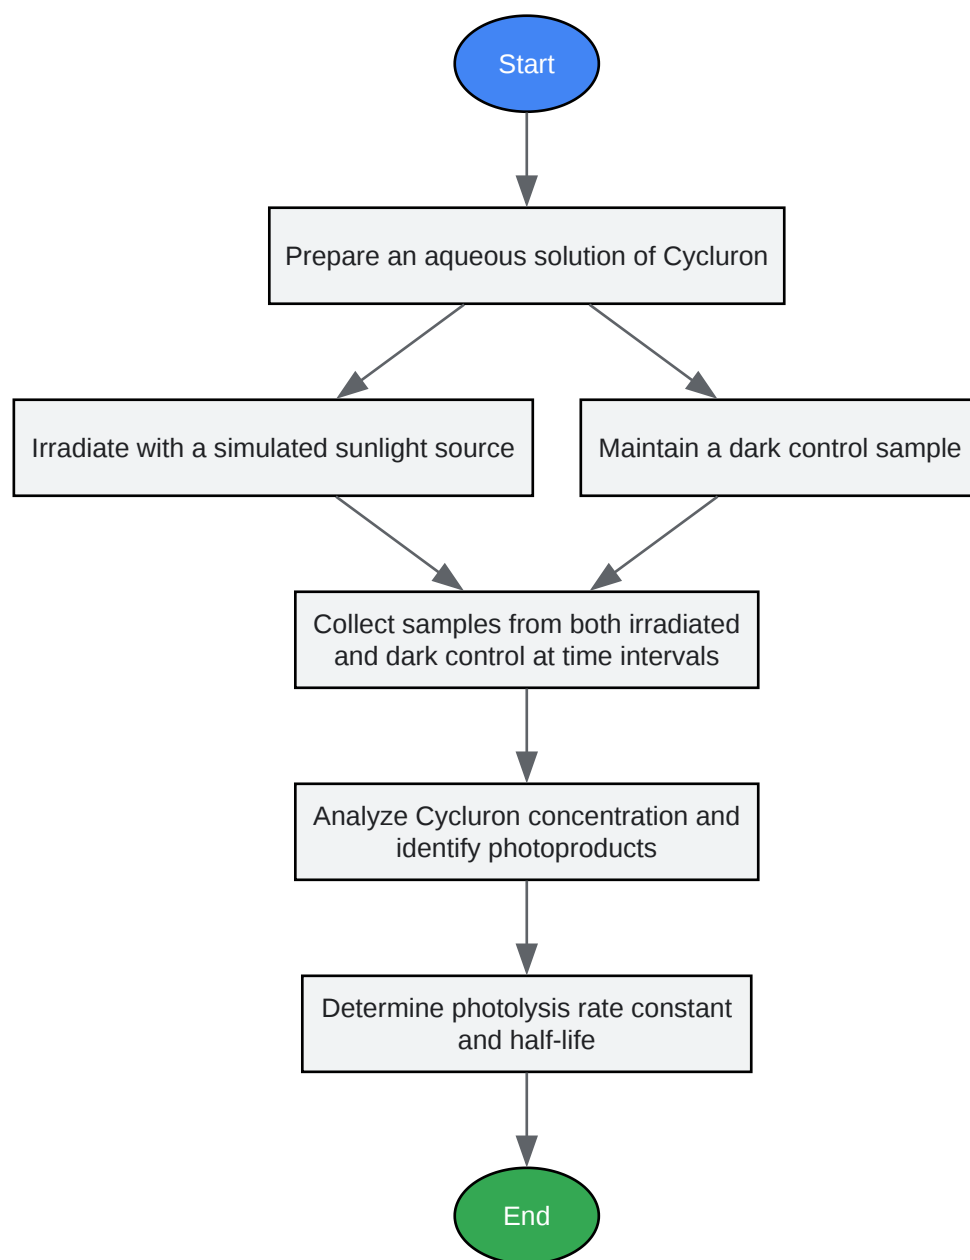 Start
Prepare an aqueous solution of Cycluron
Irradiate with a simulated sunlight source
Maintain a dark control sample
Collect samples from both irradiated
and dark control at time intervals
Analyze Cycluron concentration and
identify photoproducts
Determine photolysis rate constant
and half-life
End